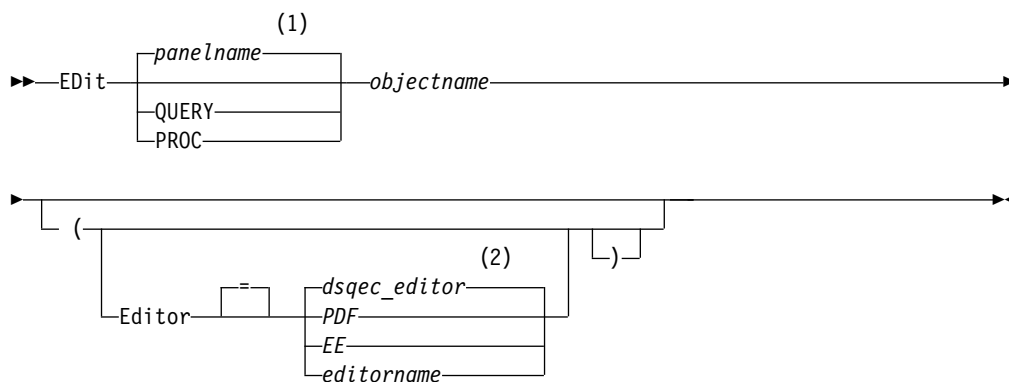 (1)
panelname
EDit objectname
QUERY
PROC
(
)
(2)
= dsqec_editor
Editor PDF
EE
editorname